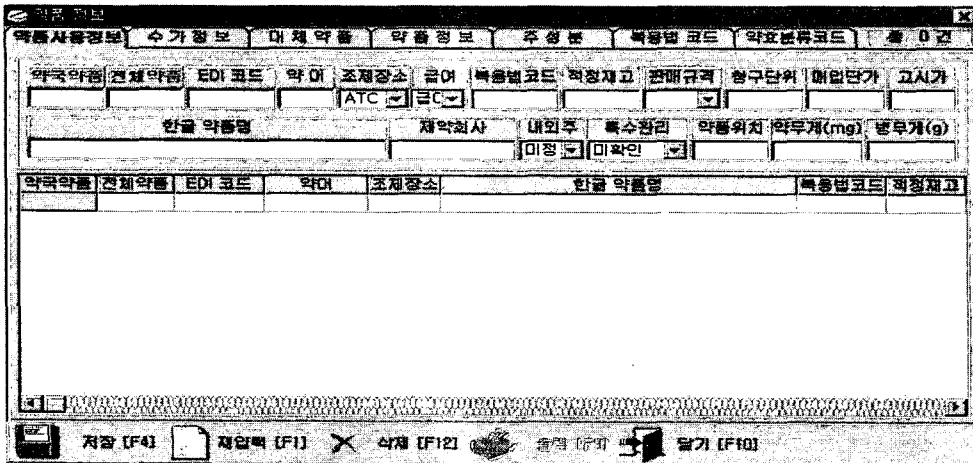 약품 정보
약품사용정보 수가정보 대체약품 약품정보 주성분 복용법 코드 약효분류코드 총 0 건
약국약품 전체약품 EDI 코드 약 어 조제장소 급여 복용법코드 적정재고 판매규격 청구단위 매입단가 고시가
ATC 급여
한글 약품명 제약회사 내외주 특수관리 약품위치 약무게(mg) 병무게(g)
미정 미확인
약국약품 전체약품 EDI 코드 약어 조제장소 한글 약품명 복용법코드 적정재고
저장 [F4] 재입력 [F1] 삭제 [F12] 출력 [F9] 닫기 [F10]